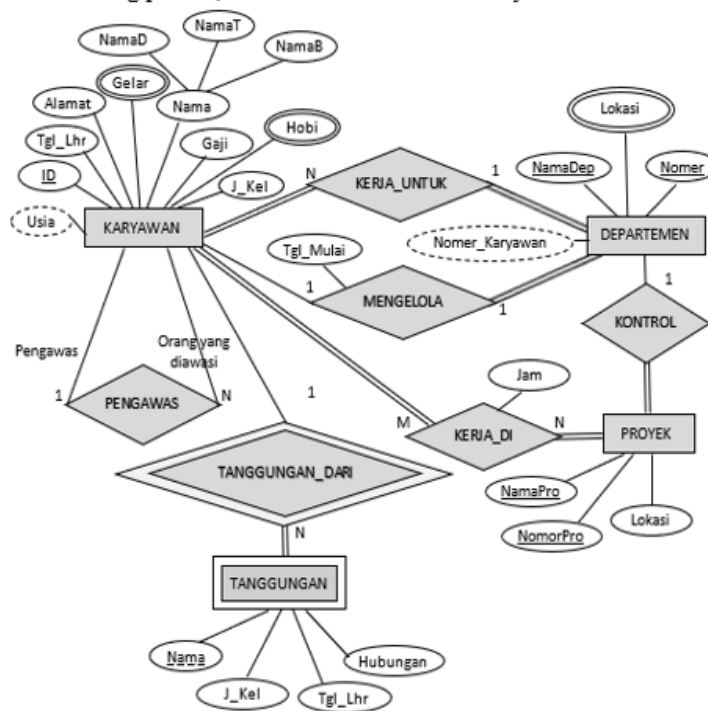 NamaD
NamaT
NamaB
Gelar
Alamat
Nama
Tgl_Lhr
Gaji
Hobi
ID
J_Kel
Usia
KARYAWAN
N
KERJA_UNTUK
1
Lokasi
NamaDep
Nomer
Nomer_Karyawan
DEPARTEMEN
Tgl_Mulai
1
MENGELOLA
1
1
KONTROL
Pengawas
Orang yang
diawasi
1
PENGAWAS
N
1
Jam
M
KERJA_DI
N
PROYEK
NamaPro
NomorPro
Lokasi
TANGGUNGAN_DARI
N
TANGGUNGAN
Nama
J_Kel
Tgl_Lhr
Hubungan